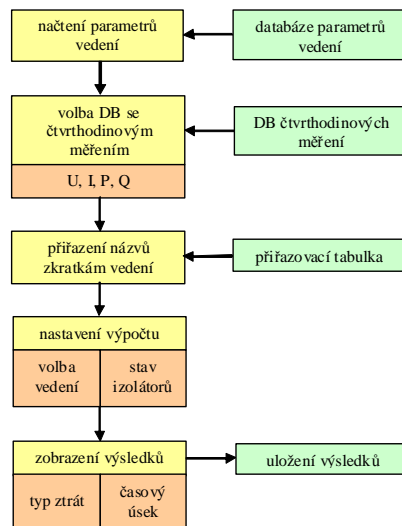 načtení parametrů
vedení
databáze parametrů
vedení
volba DB se
čtvrthodinovým
měřením
DB čtvrthodinových
měření
U, I, P, Q
přiřazení názvů
zkratkám vedení
přiřazovací tabulka
nastavení výpočtu
volba
vedení
stav
izolátorů
zobrazení výsledků
uložení výsledků
typ ztrát
časový
úsek